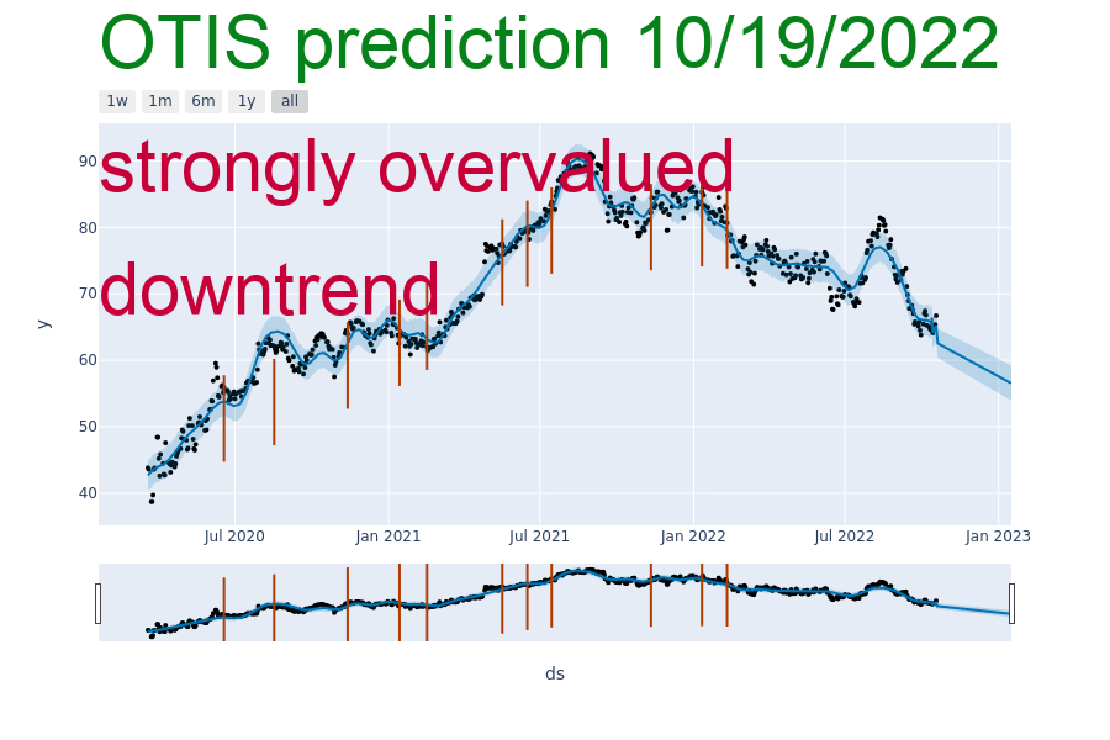 OTIS prediction 10/19/2022
1w 1m 6m 1y all
strongly overvalued
downtrend
90
80
70
60
50
40
y
Jul 2020 Jan 2021 Jul 2021 Jan 2022 Jul 2022 Jan 2023
ds